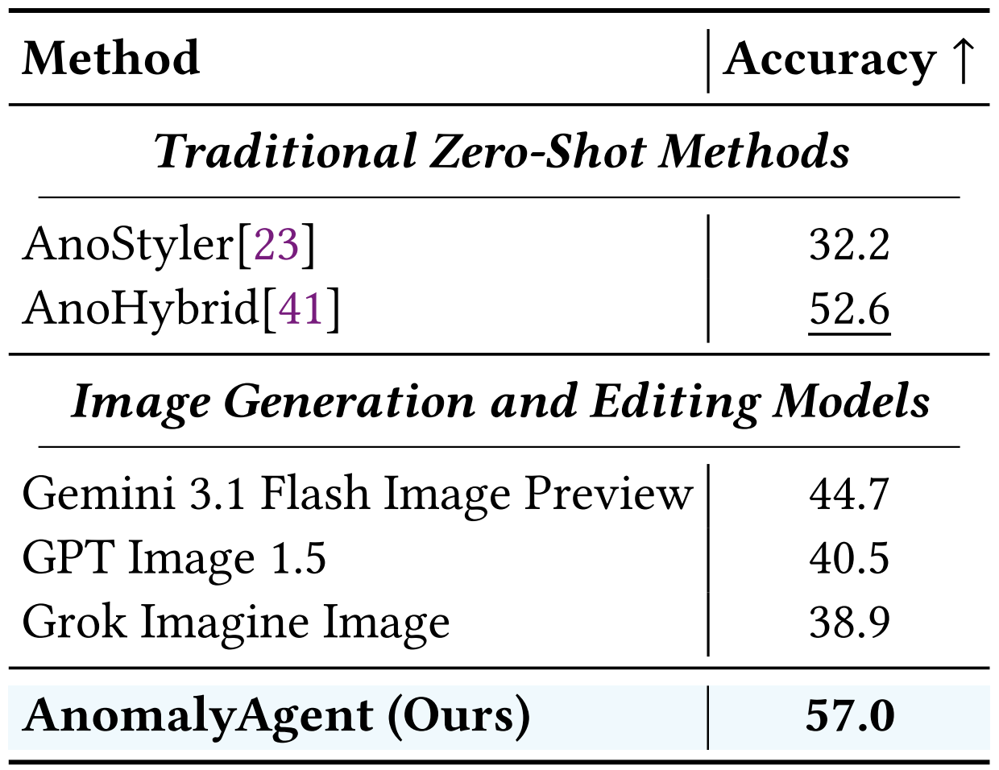 Method Accuracy ↑
Traditional Zero-Shot Methods
AnoStyler[23] 32.2
AnoHybrid[41] 52.6
Image Generation and Editing Models
Gemini 3.1 Flash Image Preview 44.7
GPT Image 1.5 40.5
Grok Imagine Image 38.9
AnomalyAgent (Ours) 57.0